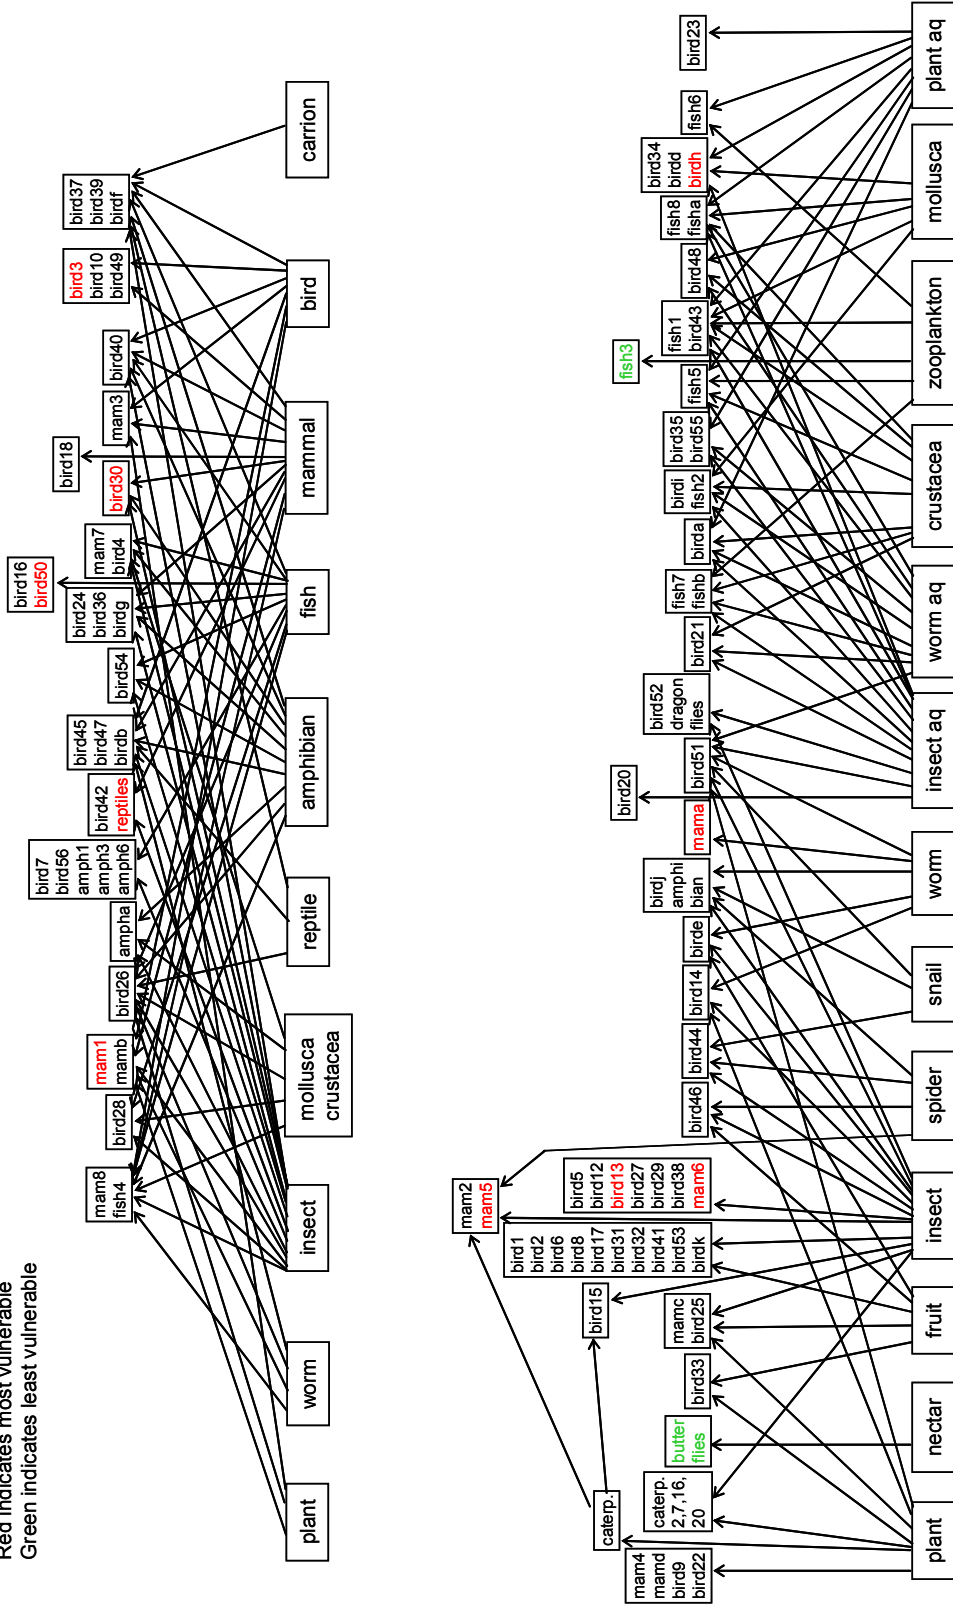 Red indicates most vulnerable
Green indicates least vulnerable
mam8
fish4
bird28
mam1
mamb
bird26
ampha
bird7
bird56
amph1
amph3
amph6
bird42
reptiles
bird45
bird47
birdb
bird54
bird24
bird36
birdg
bird16
bird50
mam7
bird4
bird30
bird18
mam3
bird40
bird3
bird10
bird49
bird37
bird39
birdf
plant
worm
insect
mollusca
crustacea
reptile
amphibian
fish
mammal
bird
carrion
mam4
mamd
bird9
bird22
caterp.
caterp.
2,7,16,
20
butter
flies
bird33
mamc
bird25
bird15
bird1
bird2
bird6
bird8
bird17
bird31
bird32
bird41
bird53
birdk
mam2
mam5
bird5
bird12
bird13
bird27
bird29
bird38
mam6
bird46
bird44
bird14
birde
birdj
amphi
bian
mama
bird20
bird51
bird52
dragon
flies
bird21
fish7
fishb
birda
birdi
fish2
bird35
bird55
fish5
fish3
fish1
bird43
bird48
fish8
fisha
bird34
birdd
birdh
fish6
bird23
plant
nectar
fruit
insect
spider
snail
worm
insect aq
worm aq
crustacea
zooplankton
mollusca
plant aq